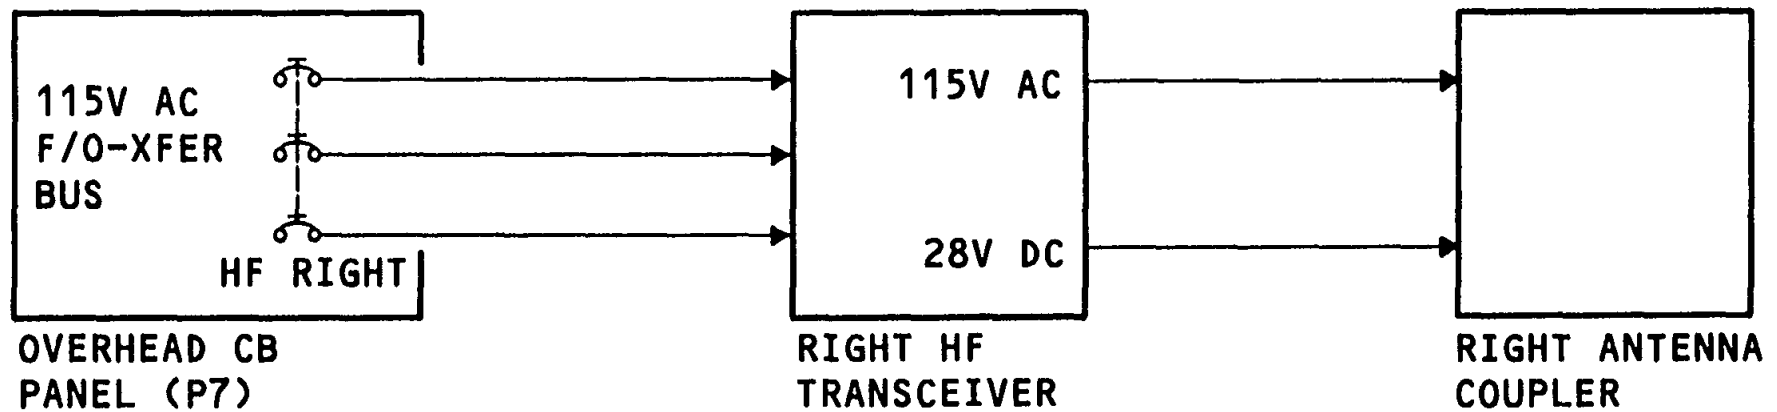 115V AC
F/O-XFER
BUS
HF RIGHT
OVERHEAD CB
PANEL (P7)
115V AC
28V DC
RIGHT HF
TRANSCEIVER
RIGHT ANTENNA
COUPLER